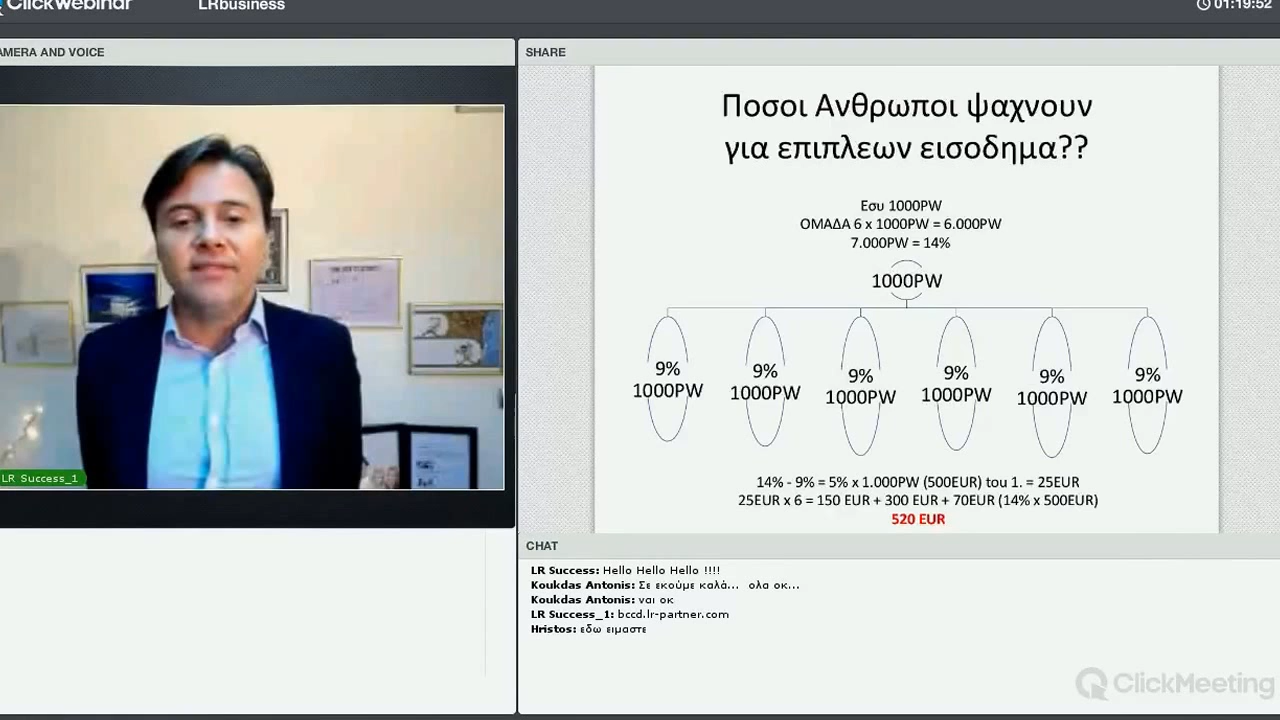 ClickWebinar
LRbusiness
01:19:52
AMERA AND VOICE
LR Success_1
SHARE
Ποσοι Ανθρωποι ψαχνουν
για επιπλεων εισοδημα??
Εσυ 1000PW
ΟΜΑΔΑ 6 x 1000PW = 6.000PW
7.000PW = 14%
1000PW
9% 9% 9% 9% 9% 9%
1000PW 1000PW 1000PW 1000PW 1000PW 1000PW
14% - 9% = 5% x 1.000PW (500EUR) tou 1. = 25EUR
25EUR x 6 = 150 EUR + 300 EUR + 70EUR (14% x 500EUR)
520 EUR
CHAT
LR Success: Hello Hello Hello !!!!
Koukdas Antonis: Σε εκούμε καλά... ολα οκ...
Koukdas Antonis: ναι οκ
LR Success_1: bccd.lr-partner.com
Hristos: εδω ειμαστε
ClickMeeting